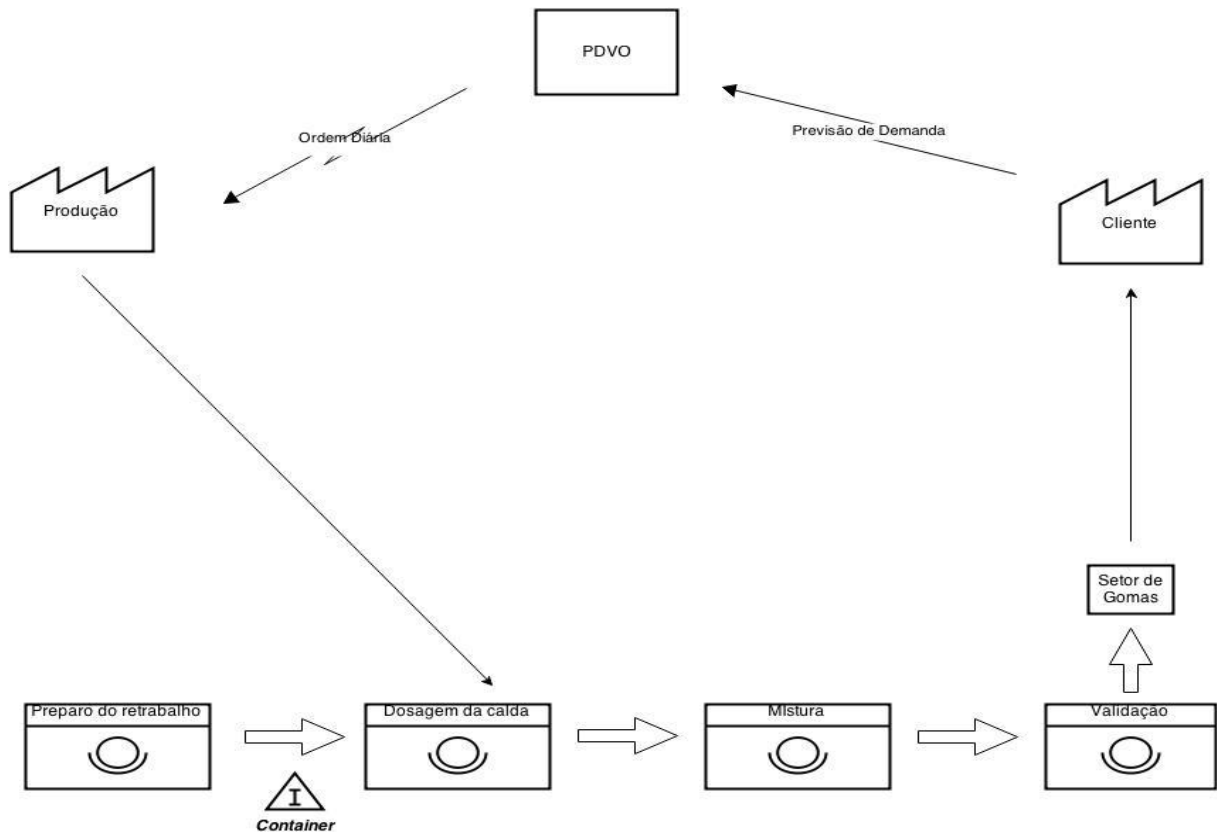 PDVO
Ordem Diária
Previsão de Demanda
Produção
Cliente
Setor de
Gomas
Preparo do retrabalho
Dosagem da calda
MIstura
Validação
I
Container